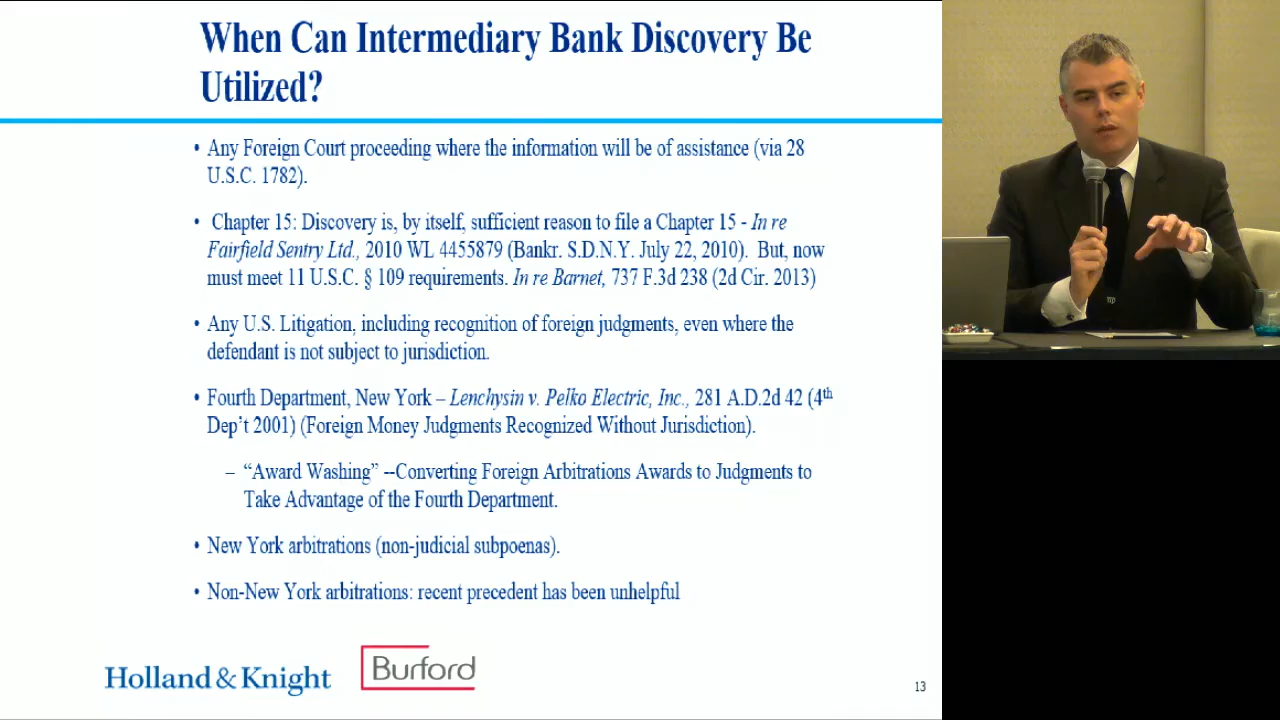 When Can Intermediary Bank Discovery Be
Utilized?
• Any Foreign Court proceeding where the information will be of assistance (via 28
U.S.C. 1782).
• Chapter 15: Discovery is, by itself, sufficient reason to file a Chapter 15 - In re
Fairfield Sentry Ltd., 2010 WL 4455879 (Bankr. S.D.N.Y. July 22, 2010). But, now
must meet 11 U.S.C. § 109 requirements. In re Barnet, 737 F.3d 238 (2d Cir. 2013)
• Any U.S. Litigation, including recognition of foreign judgments, even where the
defendant is not subject to jurisdiction.
• Fourth Department, New York – Lenchysin v. Pelko Electric, Inc., 281 A.D.2d 42 (4th
Dep’t 2001) (Foreign Money Judgments Recognized Without Jurisdiction).
– “Award Washing” --Converting Foreign Arbitrations Awards to Judgments to
Take Advantage of the Fourth Department.
• New York arbitrations (non-judicial subpoenas).
• Non-New York arbitrations: recent precedent has been unhelpful
Holland & Knight
Burford
13